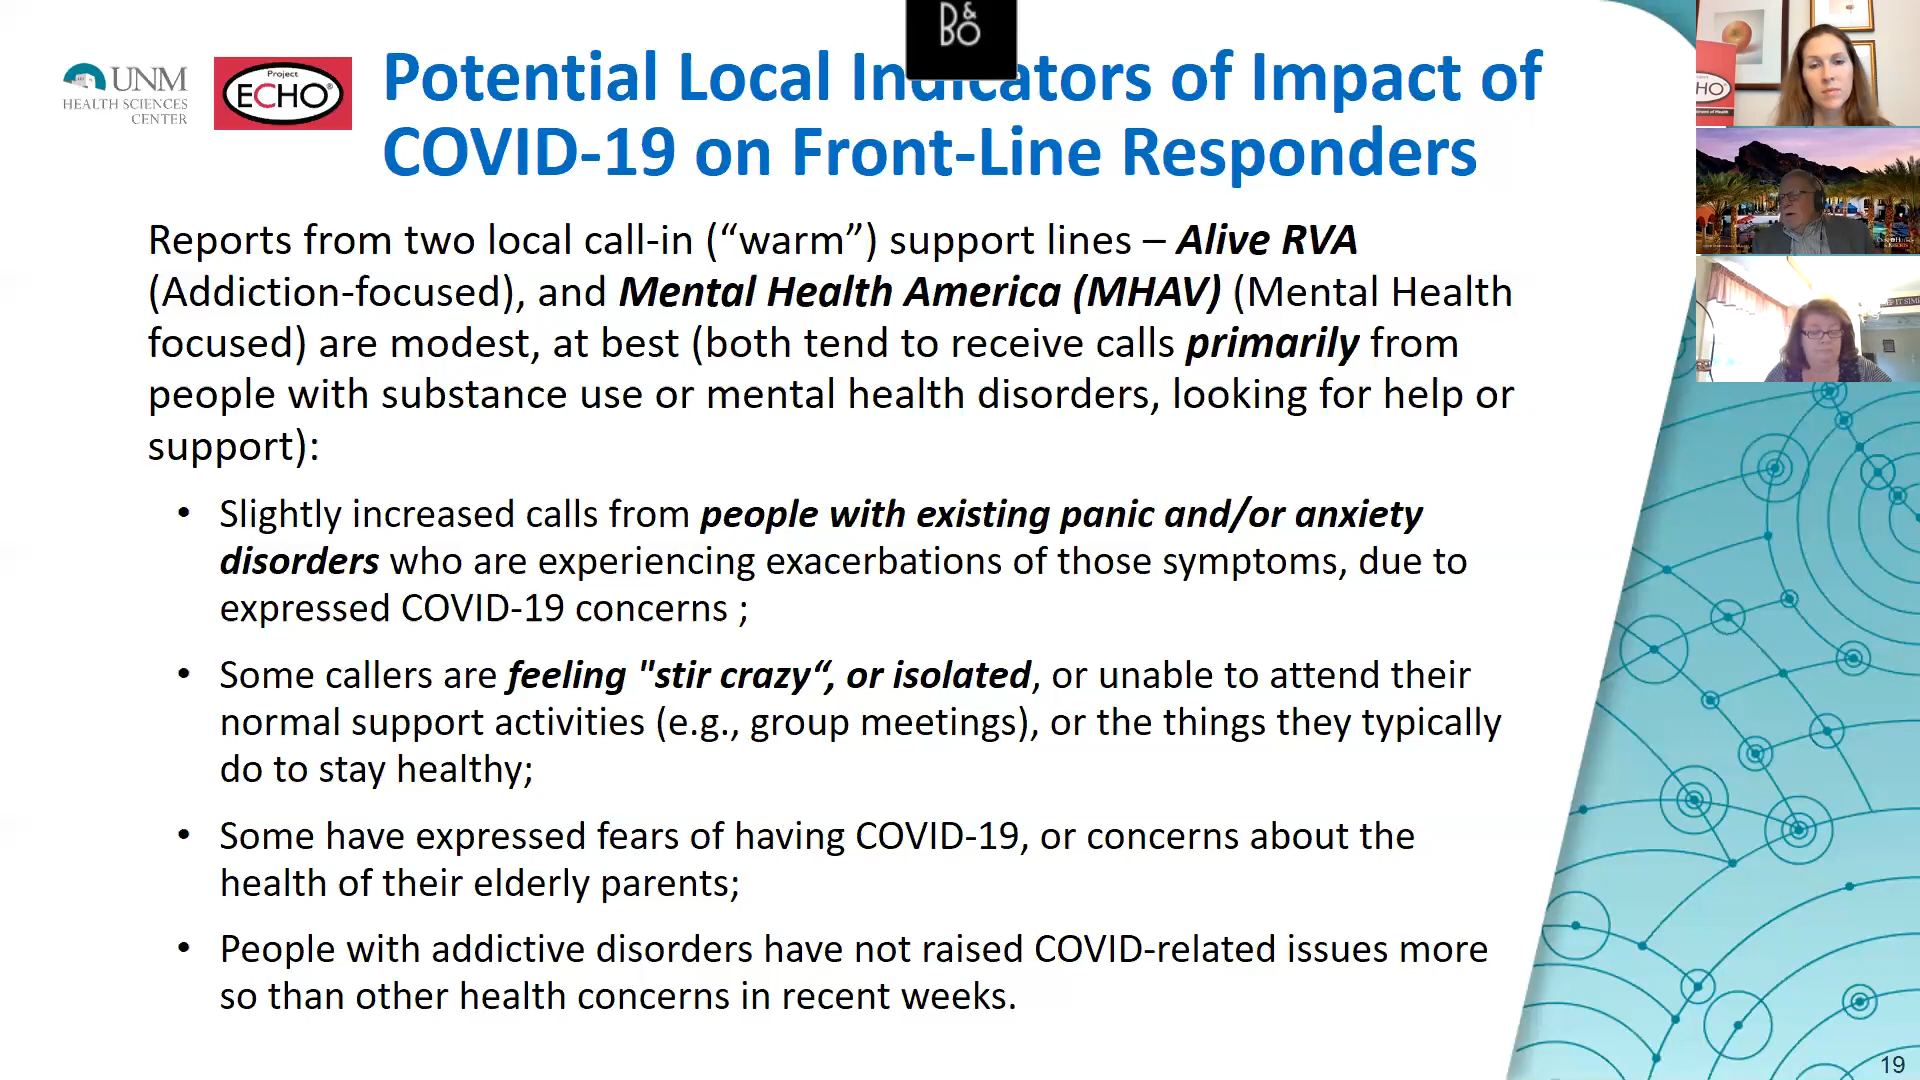 B&O
UNM
HEALTH SCIENCES
CENTER
Project
ECHO®
Potential Local Indicators of Impact of
COVID-19 on Front-Line Responders
Reports from two local call-in (“warm”) support lines – Alive RVA
(Addiction-focused), and Mental Health America (MHAV) (Mental Health
focused) are modest, at best (both tend to receive calls primarily from
people with substance use or mental health disorders, looking for help or
support):
• Slightly increased calls from people with existing panic and/or anxiety
disorders who are experiencing exacerbations of those symptoms, due to
expressed COVID-19 concerns ;
• Some callers are feeling "stir crazy“, or isolated, or unable to attend their
normal support activities (e.g., group meetings), or the things they typically
do to stay healthy;
• Some have expressed fears of having COVID-19, or concerns about the
health of their elderly parents;
• People with addictive disorders have not raised COVID-related issues more
so than other health concerns in recent weeks.
HO®
19